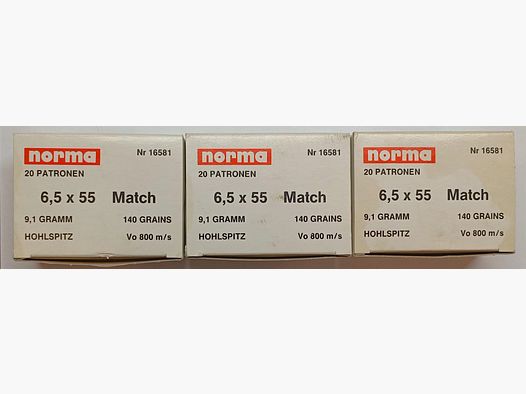 norma Nr 16581
20 PATRONEN
6,5 x 55 Match
9,1 GRAMM 140 GRAINS
HOHLSPITZ Vo 800 m/s
norma Nr 16581
20 PATRONEN
6,5 x 55 Match
9,1 GRAMM 140 GRAINS
HOHLSPITZ Vo 800 m/s
norma Nr 16581
20 PATRONEN
6,5 x 55 Match
9,1 GRAMM 140 GRAINS
HOHLSPITZ Vo 800 m/s